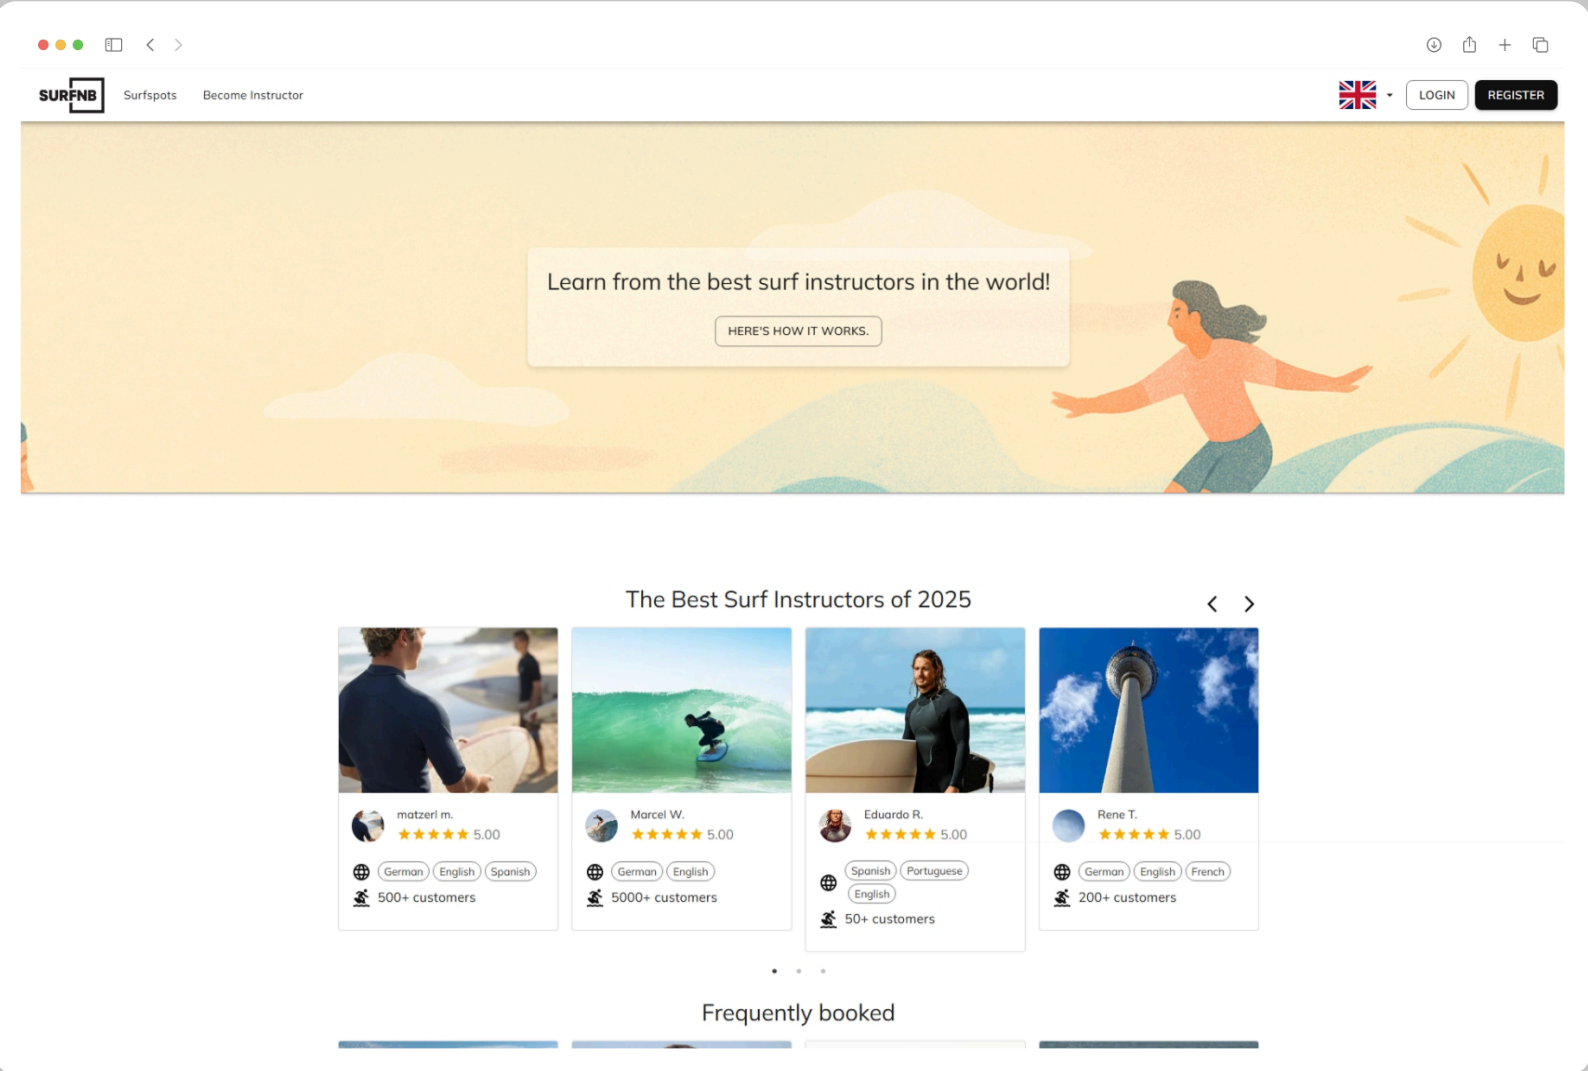 SURFNB
Surfspots
Become Instructor
LOGIN
REGISTER
Learn from the best surf instructors in the world!
HERE'S HOW IT WORKS.
The Best Surf Instructors of 2025
matzerl m.
5.00
German English Spanish
500+ customers
Marcel W.
5.00
German English
5000+ customers
Eduardo R.
5.00
Spanish Portuguese
English
50+ customers
Rene T.
5.00
German English French
200+ customers
Frequently booked